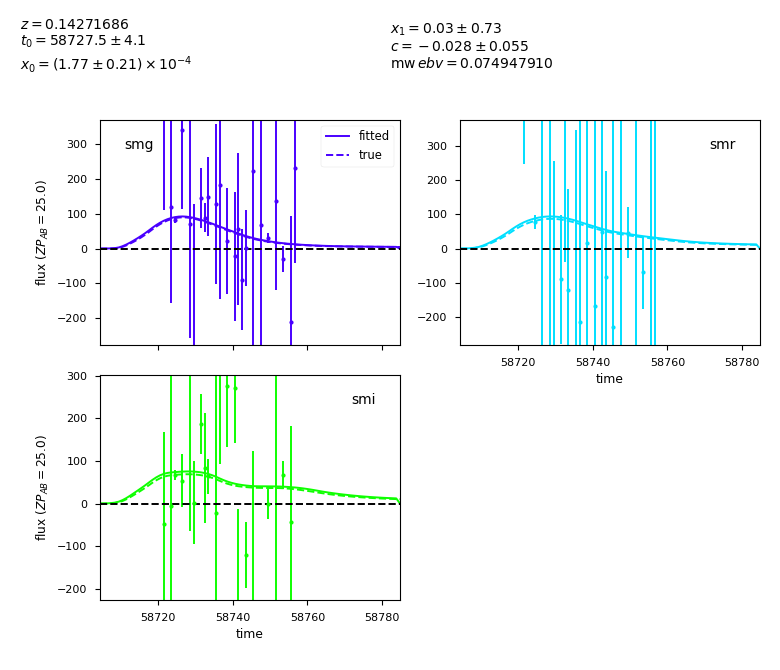 z = 0.14271686
t₀ = 58727.5 ± 4.1
x₀ = (1.77 ± 0.21) × 10⁻⁴
x₁ = 0.03 ± 0.73
c = −0.028 ± 0.055
mw ebv = 0.074947910
smg
fitted
true
300
200
100
0
−100
−200
flux (ZP_AB = 25.0)
smr
300
200
100
0
−100
−200
58720 58740 58760 58780
time
smi
300
200
100
0
−100
−200
flux (ZP_AB = 25.0)
58720 58740 58760 58780
time